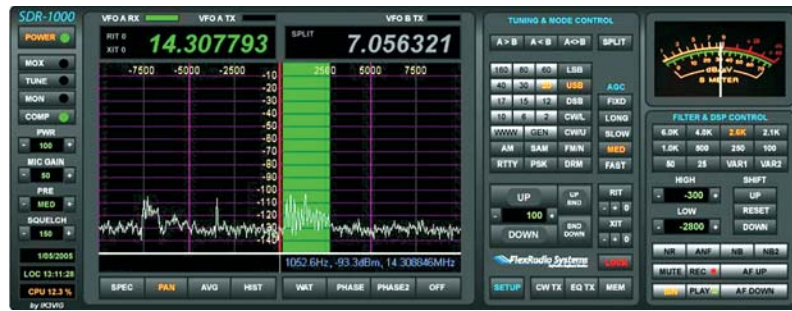 SDR-1000
POWER
MOX
TUNE
MON
COMP
PWR
- 100 +
MIC GAIN
- 50 +
PRE
- MED +
SQUELCH
- 150 +
1/05/2005
LOC 13:11:28
CPU 12.3 %
by IK3VIG
VFO A RX VFO A TX VFO B TX
RIT 0
XIT 0
14.307793
SPLIT
7.056321
-7500 -5000 -2500 2500 5000 7500
-10
-20
-30
-40
-50
-60
-70
-80
-90
-100
-110
-120
-130
-140
1052.6Hz, -93.3dBm, 14.308846MHz
SPEC PAN AVG HIST WAT PHASE PHASE2 OFF
TUNING & MODE CONTROL
A > B A < B A<>B SPLIT
160 80 60 LSB
40 30 20 USB AGC
17 15 12 DSB FIXD
10 6 2 CW/L LONG
WWW GEN CW/U SLOW
AM SAM FM/N MED
RTTY PSK DRM FAST
UP
- 100 +
DOWN
UP BND
BND DOWN
RIT
- + 0
XIT
- + 0
FlexRadio Systems
SETUP CW TX EQ TX MEM
S METER
FILTER & DSP CONTROL
6.0K 4.0K 2.6K 2.1K
1.0K 500 250 100
50 25 VAR1 VAR2
HIGH SHIFT
- -300 + UP
LOW RESET
- -2800 + DOWN
NR ANF NB NB2
MUTE REC AF UP
BIN PLAY AF DOWN